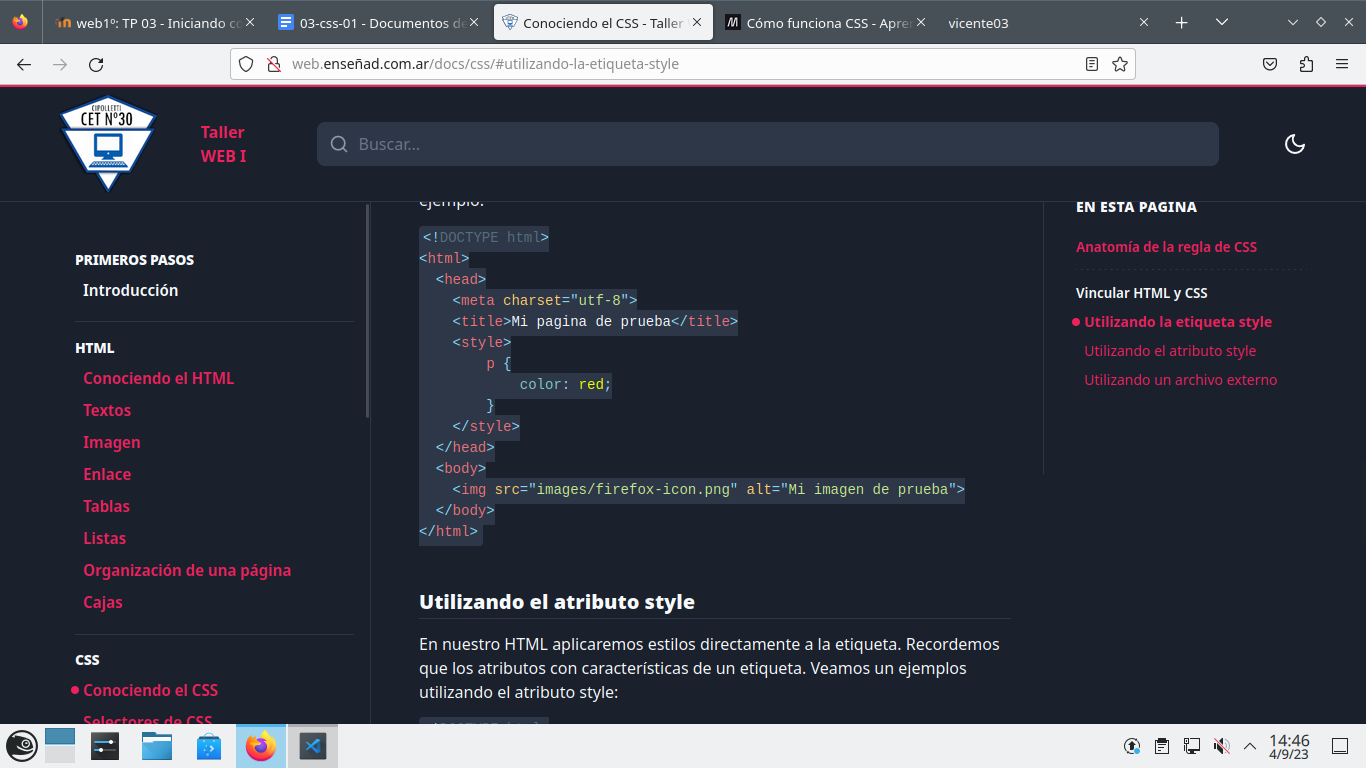 web1º: TP 03 - Iniciando co
03-css-01 - Documentos de
Conociendo el CSS - Taller
Cómo funciona CSS - Apre
vicente03
web.enseñad.com.ar/docs/css/#utilizando-la-etiqueta-style
CIPOLLETTI
CET Nº30
Taller
WEB I
Buscar...
PRIMEROS PASOS
Introducción
HTML
Conociendo el HTML
Textos
Imagen
Enlace
Tablas
Listas
Organización de una página
Cajas
CSS
Conociendo el CSS
Selectores de CSS
ejemplo:
<!DOCTYPE html>
<html>
  <head>
    <meta charset="utf-8">
    <title>Mi pagina de prueba</title>
    <style>
        p {
            color: red;
        }
    </style>
  </head>
  <body>
    <img src="images/firefox-icon.png" alt="Mi imagen de prueba">
  </body>
</html>
Utilizando el atributo style
En nuestro HTML aplicaremos estilos directamente a la etiqueta. Recordemos
que los atributos con características de un etiqueta. Veamos un ejemplos
utilizando el atributo style:
<!DOCTYPE html>
EN ESTA PAGINA
Anatomía de la regla de CSS
Vincular HTML y CSS
Utilizando la etiqueta style
Utilizando el atributo style
Utilizando un archivo externo
14:46
4/9/23